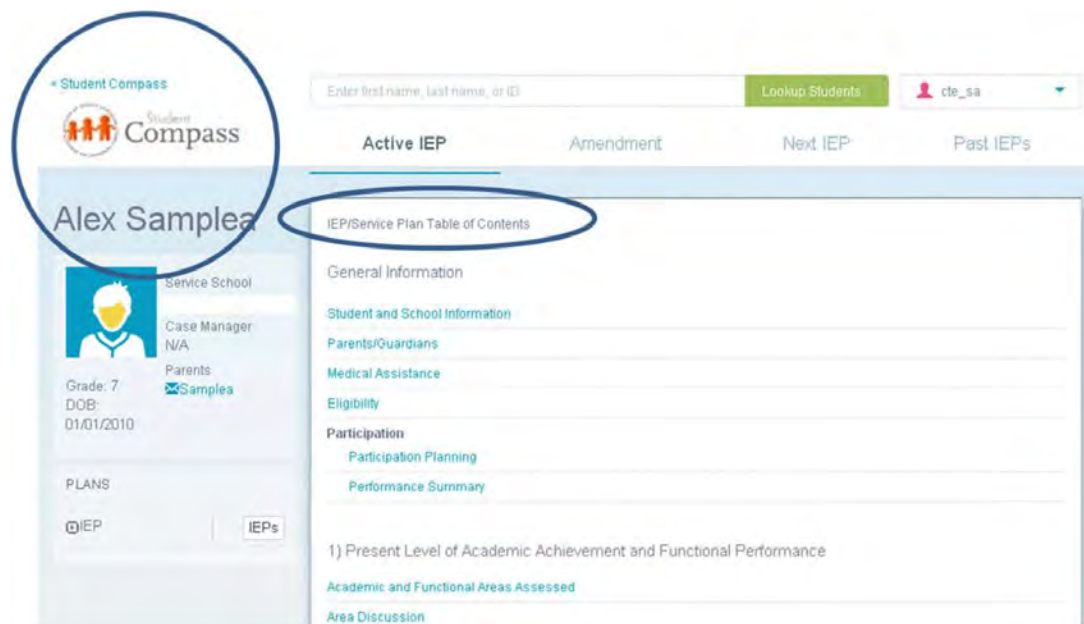 « Student Compass
Enter first name, last name, or ID
Lookup Students
cte_sa
Student
Compass
Active IEP
Amendment
Next IEP
Past IEPs
Alex Samplea
Service School
Case Manager
N/A
Parents
Samplea
Grade: 7
DOB:
01/01/2010
PLANS
IEP
IEPs
IEP/Service Plan Table of Contents
General Information
Student and School Information
Parents/Guardians
Medical Assistance
Eligibility
Participation
Participation Planning
Performance Summary
1) Present Level of Academic Achievement and Functional Performance
Academic and Functional Areas Assessed
Area Discussion